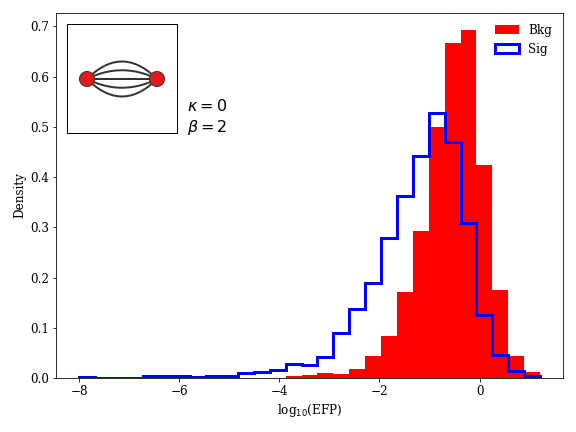 Bkg
Sig
κ = 0
β = 2
Density
0.7
0.6
0.5
0.4
0.3
0.2
0.1
0.0
−8 −6 −4 −2 0
log₁₀(EFP)